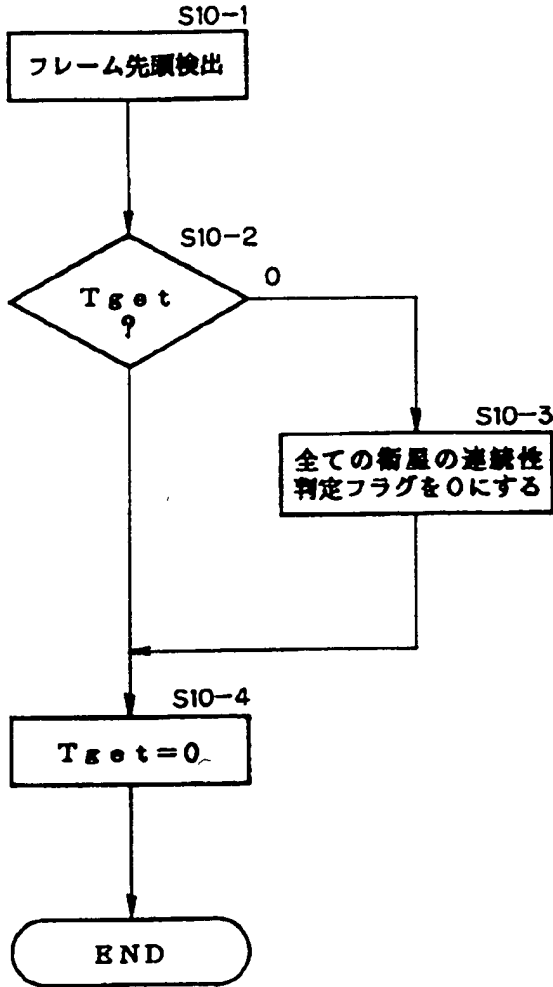 S10-1
フレーム先頭検出
S10-2
Tget
?
0
S10-3
全ての衛星の連続性
判定フラグを0にする
S10-4
Tget=0
END